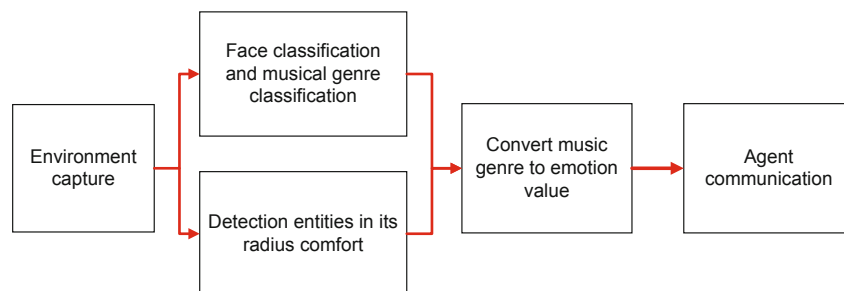 Environment
capture
Face classification
and musical genre
classification
Detection entities in its
radius comfort
Convert music
genre to emotion
value
Agent
communication